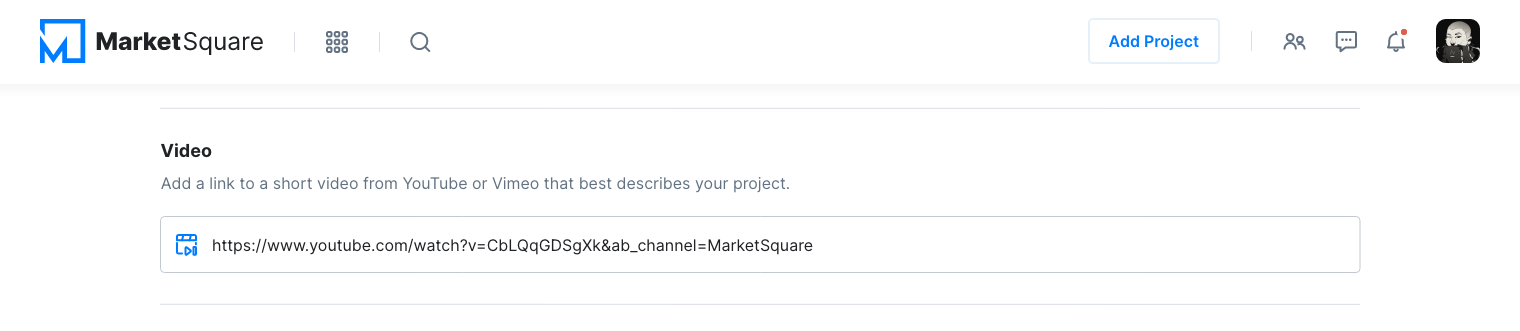 MarketSquare
Add Project
Video
Add a link to a short video from YouTube or Vimeo that best describes your project.
https://www.youtube.com/watch?v=CbLQqGDSgXk&ab_channel=MarketSquare